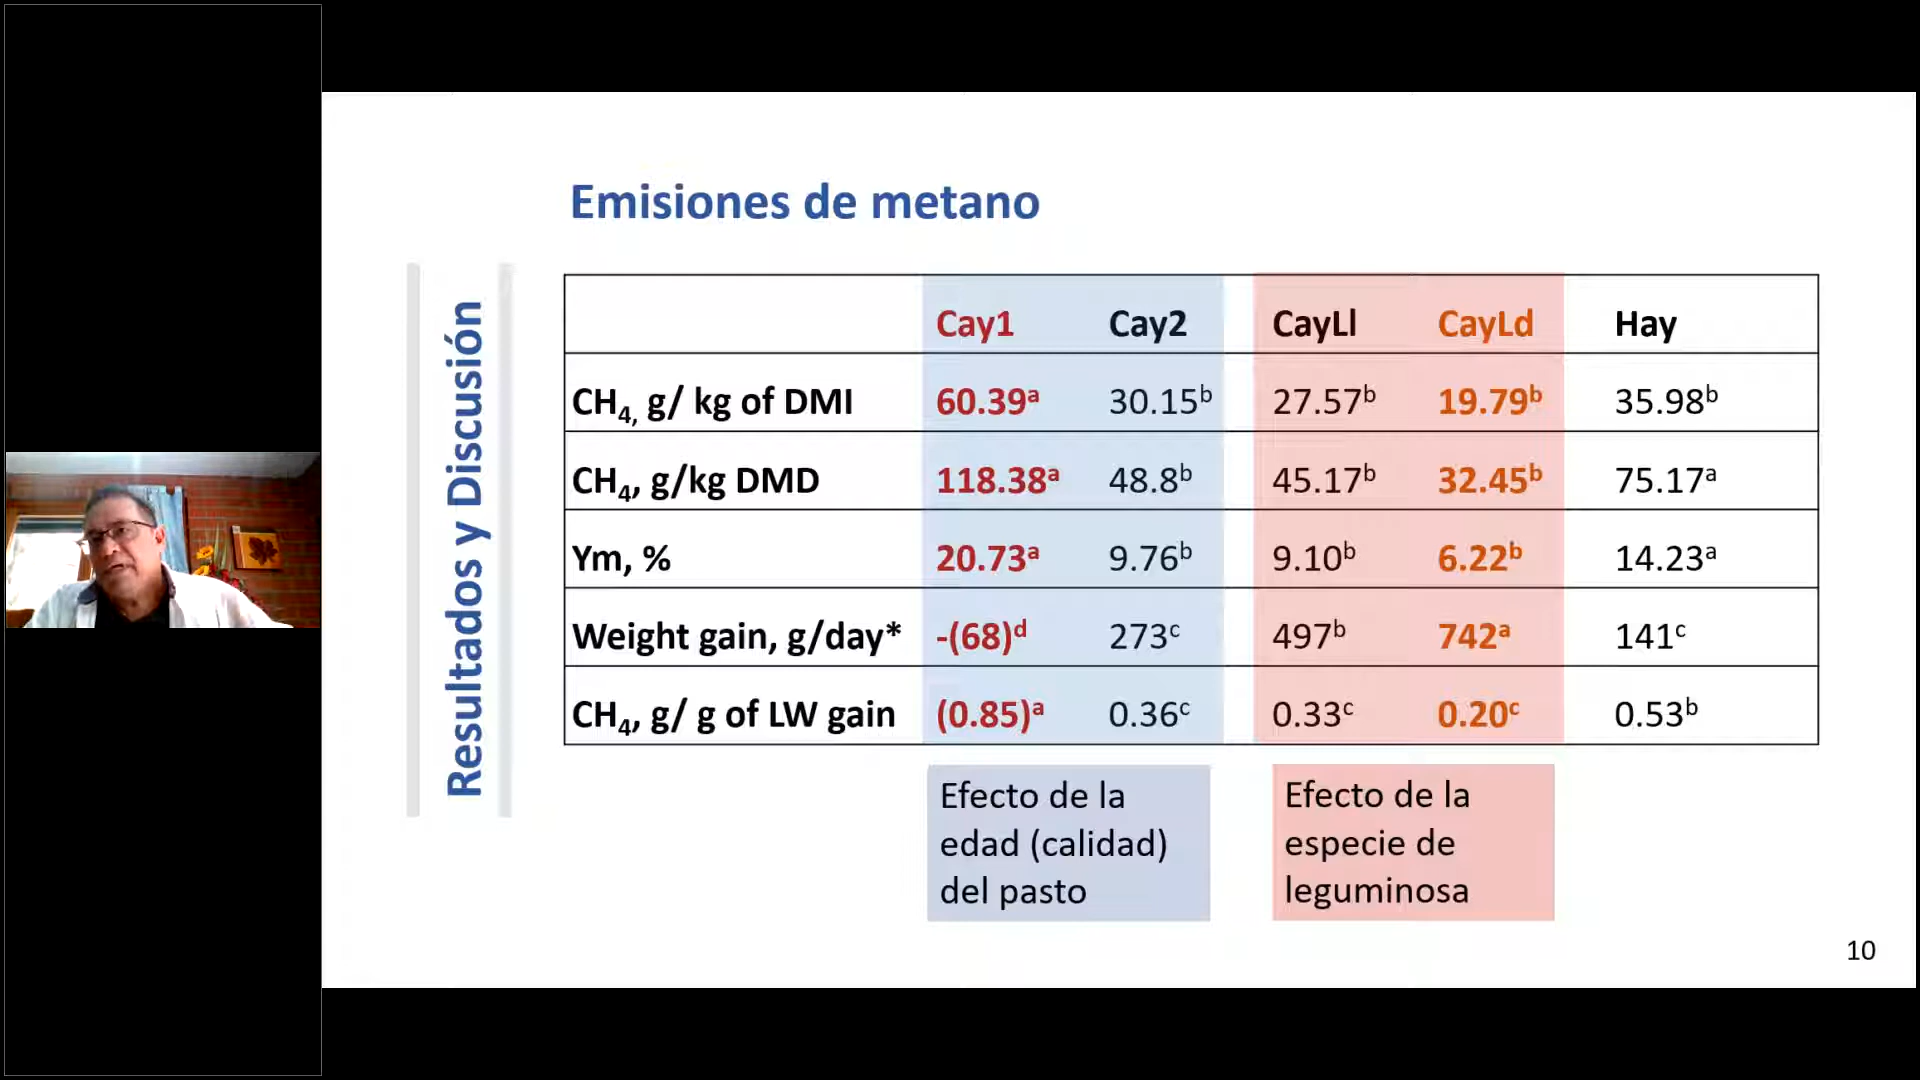 Emisiones de metano
Resultados y Discusión
Cay1 Cay2 CayLl CayLd Hay
CH₄, g/ kg of DMI 60.39ᵃ 30.15ᵇ 27.57ᵇ 19.79ᵇ 35.98ᵇ
CH₄, g/kg DMD 118.38ᵃ 48.8ᵇ 45.17ᵇ 32.45ᵇ 75.17ᵃ
Ym, % 20.73ᵃ 9.76ᵇ 9.10ᵇ 6.22ᵇ 14.23ᵃ
Weight gain, g/day* -(68)ᵈ 273ᶜ 497ᵇ 742ᵃ 141ᶜ
CH₄, g/ g of LW gain (0.85)ᵃ 0.36ᶜ 0.33ᶜ 0.20ᶜ 0.53ᵇ
Efecto de la
edad (calidad)
del pasto
Efecto de la
especie de
leguminosa
10